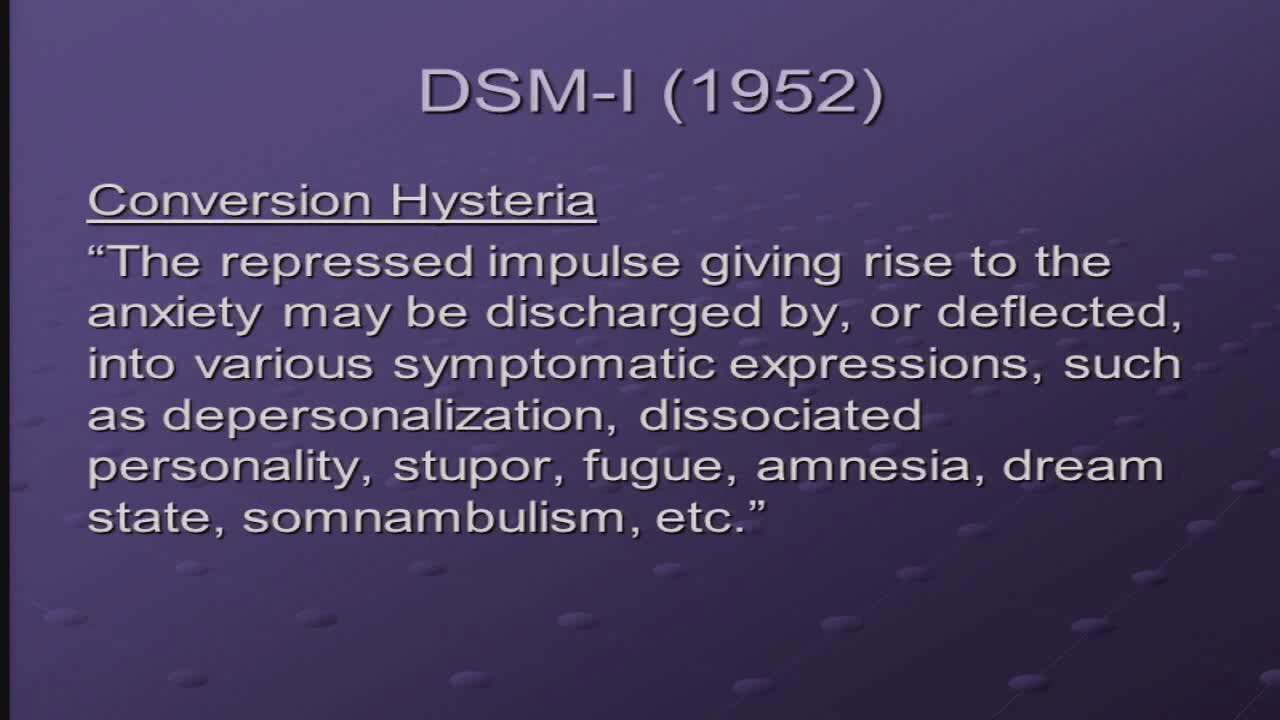 DSM-I (1952)
Conversion Hysteria
“The repressed impulse giving rise to the
anxiety may be discharged by, or deflected,
into various symptomatic expressions, such
as depersonalization, dissociated
personality, stupor, fugue, amnesia, dream
state, somnambulism, etc.”